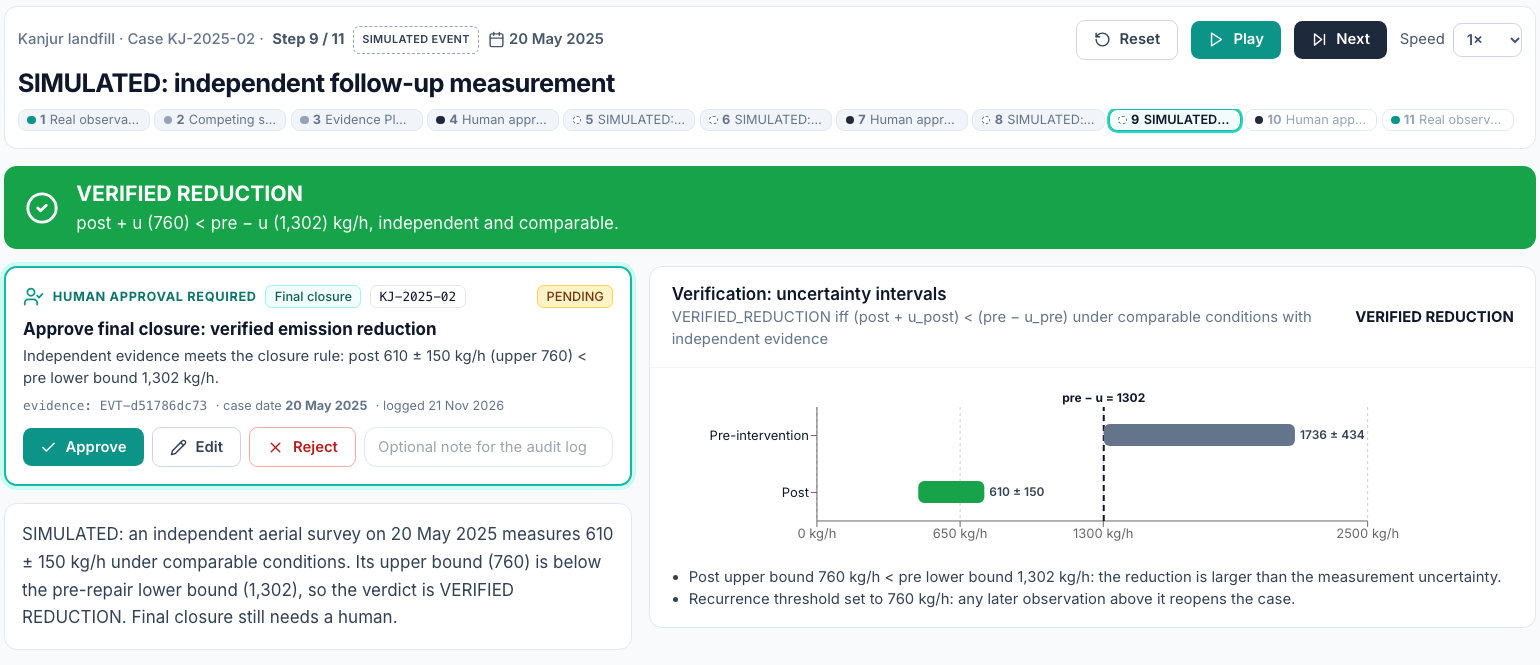 Kanjur landfill · Case KJ-2025-02 · Step 9 / 11 SIMULATED EVENT 20 May 2025
Reset Play Next Speed 1×
SIMULATED: independent follow-up measurement
1 Real observa... 2 Competing s... 3 Evidence Pl... 4 Human appr... 5 SIMULATED:... 6 SIMULATED:... 7 Human appr... 8 SIMULATED:... 9 SIMULATED... 10 Human app... 11 Real observ...
VERIFIED REDUCTION
post + u (760) < pre − u (1,302) kg/h, independent and comparable.
HUMAN APPROVAL REQUIRED Final closure KJ-2025-02 PENDING
Approve final closure: verified emission reduction
Independent evidence meets the closure rule: post 610 ± 150 kg/h (upper 760) <
pre lower bound 1,302 kg/h.
evidence: EVT-d51786dc73 · case date 20 May 2025 · logged 21 Nov 2026
Approve Edit Reject Optional note for the audit log
SIMULATED: an independent aerial survey on 20 May 2025 measures 610
± 150 kg/h under comparable conditions. Its upper bound (760) is below
the pre-repair lower bound (1,302), so the verdict is VERIFIED
REDUCTION. Final closure still needs a human.
Verification: uncertainty intervals
VERIFIED_REDUCTION iff (post + u_post) < (pre − u_pre) under comparable conditions with
independent evidence
VERIFIED REDUCTION
pre − u = 1302
Pre-intervention 1736 ± 434
Post 610 ± 150
0 kg/h 650 kg/h 1300 kg/h 2500 kg/h
• Post upper bound 760 kg/h < pre lower bound 1,302 kg/h: the reduction is larger than the measurement uncertainty.
• Recurrence threshold set to 760 kg/h: any later observation above it reopens the case.